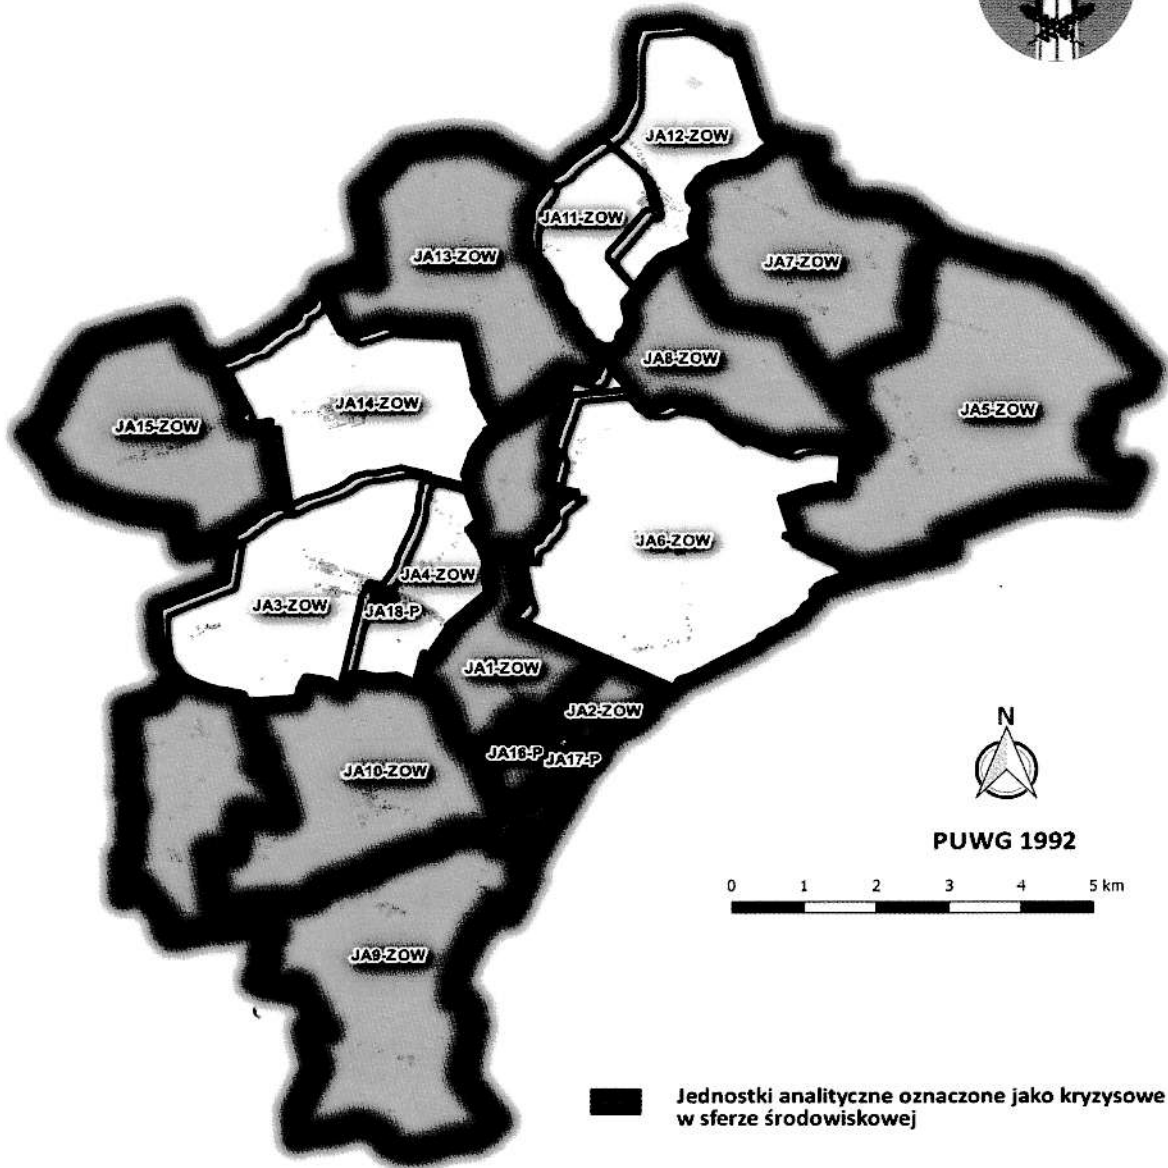 JA12-ZOW
JA11-ZOW
JA13-ZOW
JA7-ZOW
JA8-ZOW
JA14-ZOW
JA5-ZOW
JA15-ZOW
JA6-ZOW
JA4-ZOW
JA3-ZOW
JA18-P
JA1-ZOW
JA2-ZOW
JA16-P
JA17-P
JA10-ZOW
JA9-ZOW
N
PUWG 1992
0 1 2 3 4 5 km
Jednostki analityczne oznaczone jako kryzysowe
w sferze środowiskowej